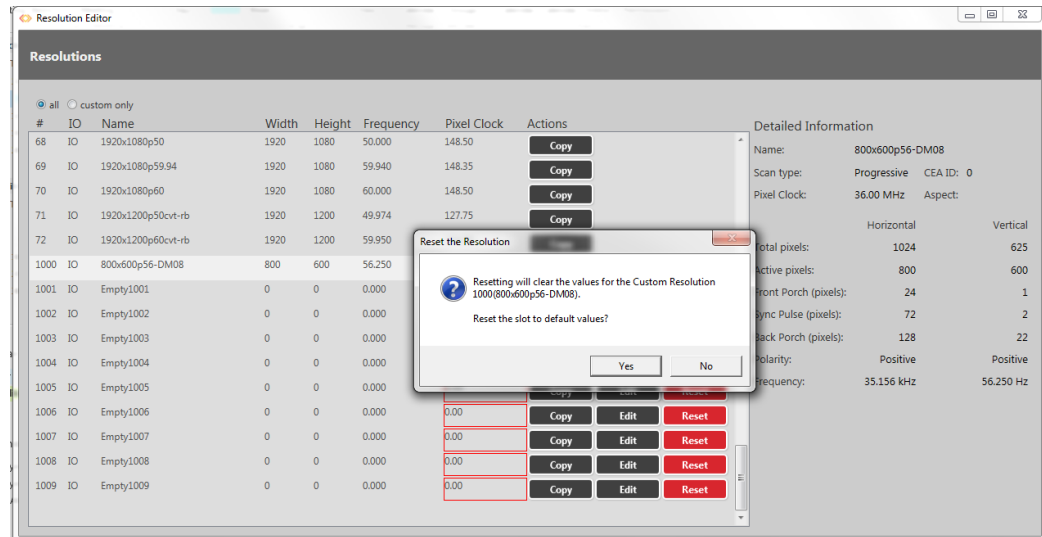 Resolution Editor
Resolutions
all custom only
# IO Name Width Height Frequency Pixel Clock Actions
68 IO 1920x1080p50 1920 1080 50.000 148.50 Copy
69 IO 1920x1080p59.94 1920 1080 59.940 148.35 Copy
70 IO 1920x1080p60 1920 1080 60.000 148.50 Copy
71 IO 1920x1200p50cvt-rb 1920 1200 49.974 127.75 Copy
72 IO 1920x1200p60cvt-rb 1920 1200 59.950
1000 IO 800x600p56-DM08 800 600 56.250
1001 IO Empty1001 0 0 0.000
1002 IO Empty1002 0 0 0.000
1003 IO Empty1003 0 0 0.000
1004 IO Empty1004 0 0 0.000
1005 IO Empty1005 0 0 0.000 Copy Edit Reset
1006 IO Empty1006 0 0 0.000 0.00 Copy Edit Reset
1007 IO Empty1007 0 0 0.000 0.00 Copy Edit Reset
1008 IO Empty1008 0 0 0.000 0.00 Copy Edit Reset
1009 IO Empty1009 0 0 0.000 0.00 Copy Edit Reset
Reset the Resolution
Resetting will clear the values for the Custom Resolution
1000(800x600p56-DM08).
Reset the slot to default values?
Yes No
Detailed Information
Name: 800x600p56-DM08
Scan type: Progressive CEA ID: 0
Pixel Clock: 36.00 MHz Aspect:
Horizontal Vertical
Total pixels: 1024 625
Active pixels: 800 600
Front Porch (pixels): 24 1
Sync Pulse (pixels): 72 2
Back Porch (pixels): 128 22
Polarity: Positive Positive
Frequency: 35.156 kHz 56.250 Hz